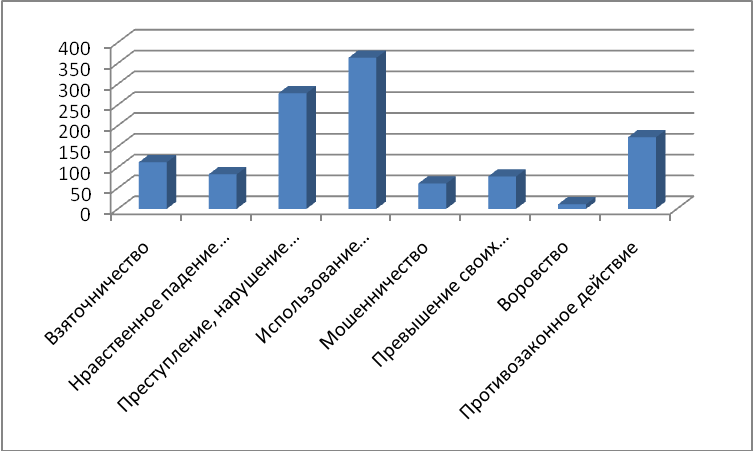 400
350
300
250
200
150
100
50
0
Взяточничество
Нравственное падение...
Преступление, нарушение...
Использование...
Мошенничество
Превышение своих...
Воровство
Противозаконное действие